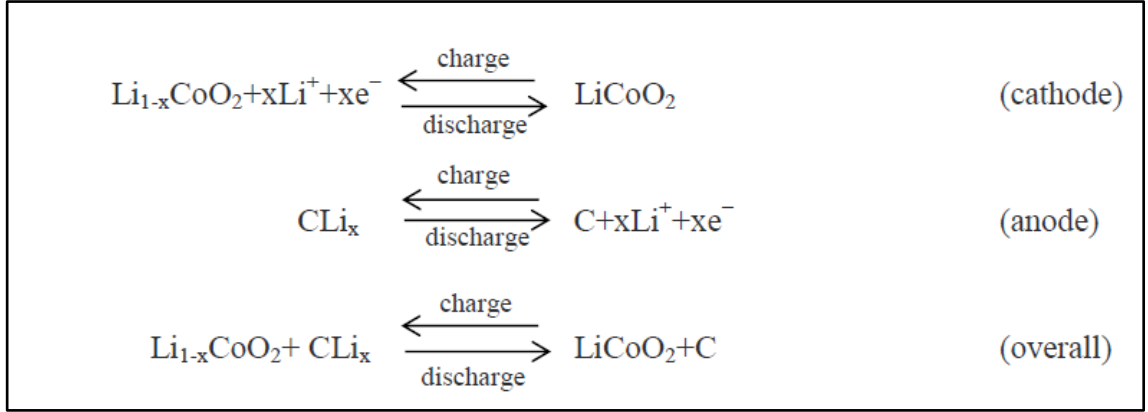 charge
Li₁₋ₓCoO₂+xLi⁺+xe⁻ LiCoO₂ (cathode)
discharge
charge
CLiₓ C+xLi⁺+xe⁻ (anode)
discharge
charge
Li₁₋ₓCoO₂+ CLiₓ LiCoO₂+C (overall)
discharge